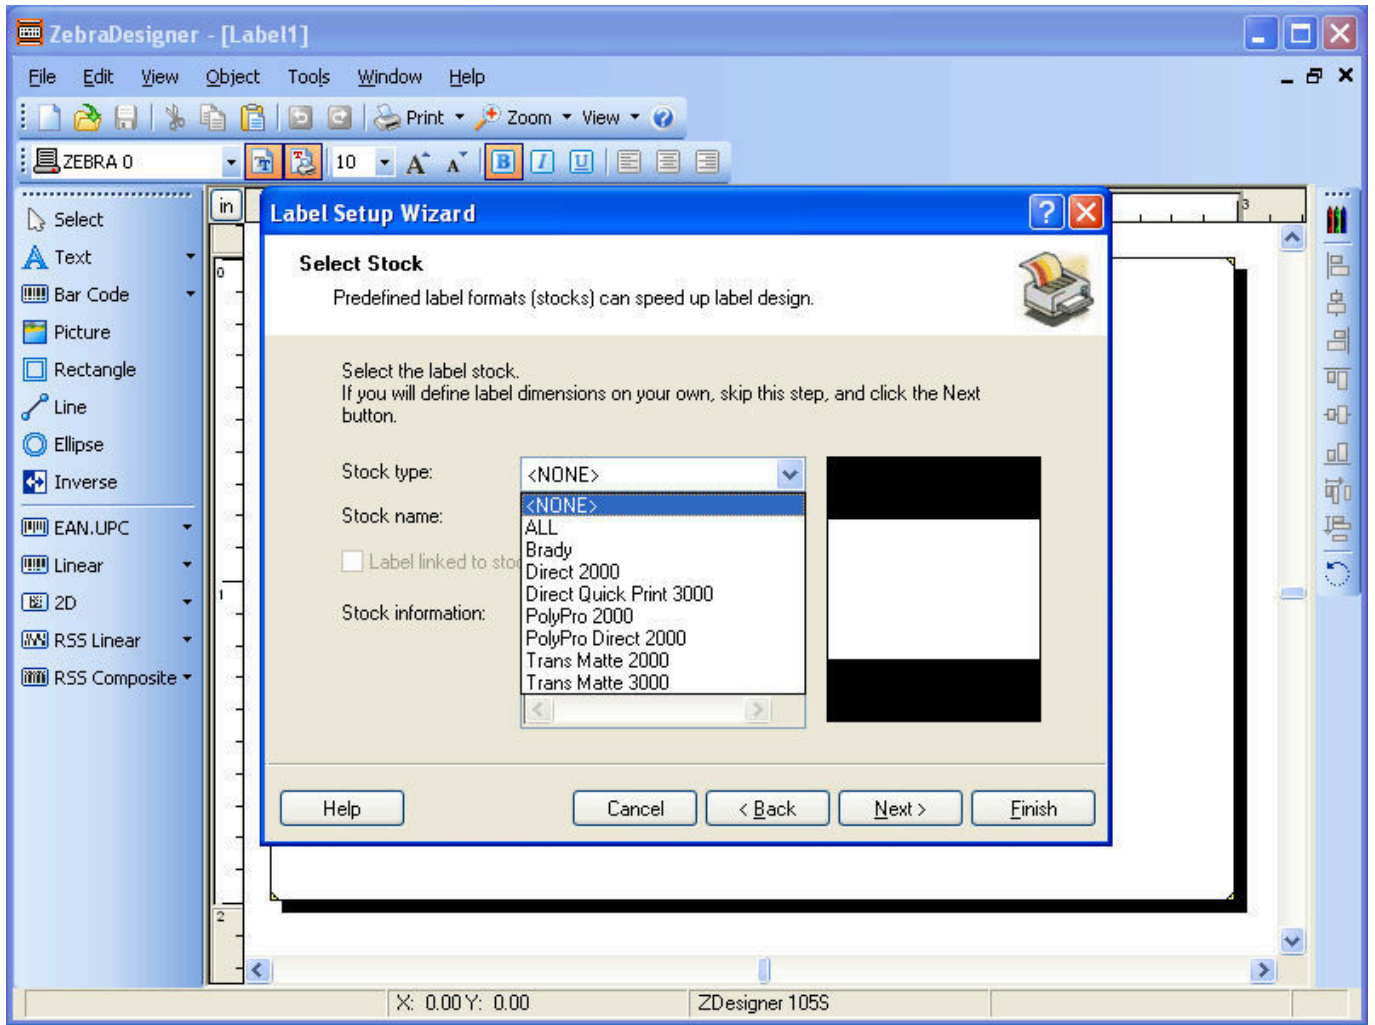 ZebraDesigner - [Label1]
File Edit View Object Tools Window Help
Print Zoom View
ZEBRA 0 10 A A B I U
in
3
Select
Text
Bar Code
Picture
Rectangle
Line
Ellipse
Inverse
EAN.UPC
Linear
2D
RSS Linear
RSS Composite
0
1
2
Label Setup Wizard
Select Stock
Predefined label formats (stocks) can speed up label design.
Select the label stock.
If you will define label dimensions on your own, skip this step, and click the Next
button.
Stock type: <NONE>
Stock name:
Label linked to sto
Stock information:
<NONE>
ALL
Brady
Direct 2000
Direct Quick Print 3000
PolyPro 2000
PolyPro Direct 2000
Trans Matte 2000
Trans Matte 3000
Help Cancel < Back Next > Finish
X: 0.00 Y: 0.00 ZDesigner 105S